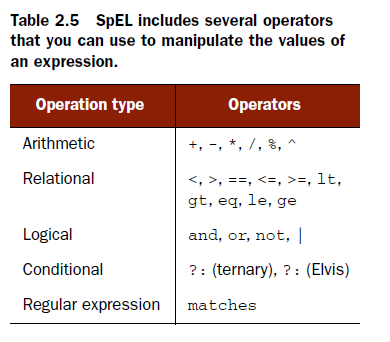 Table 2.5 SpEL includes several operators
that you can use to manipulate the values of
an expression.
Operation type Operators
Arithmetic +, -, *, /, %, ^
Relational <, >, ==, <=, >=, lt,
gt, eq, le, ge
Logical and, or, not, |
Conditional ?: (ternary), ?: (Elvis)
Regular expression matches